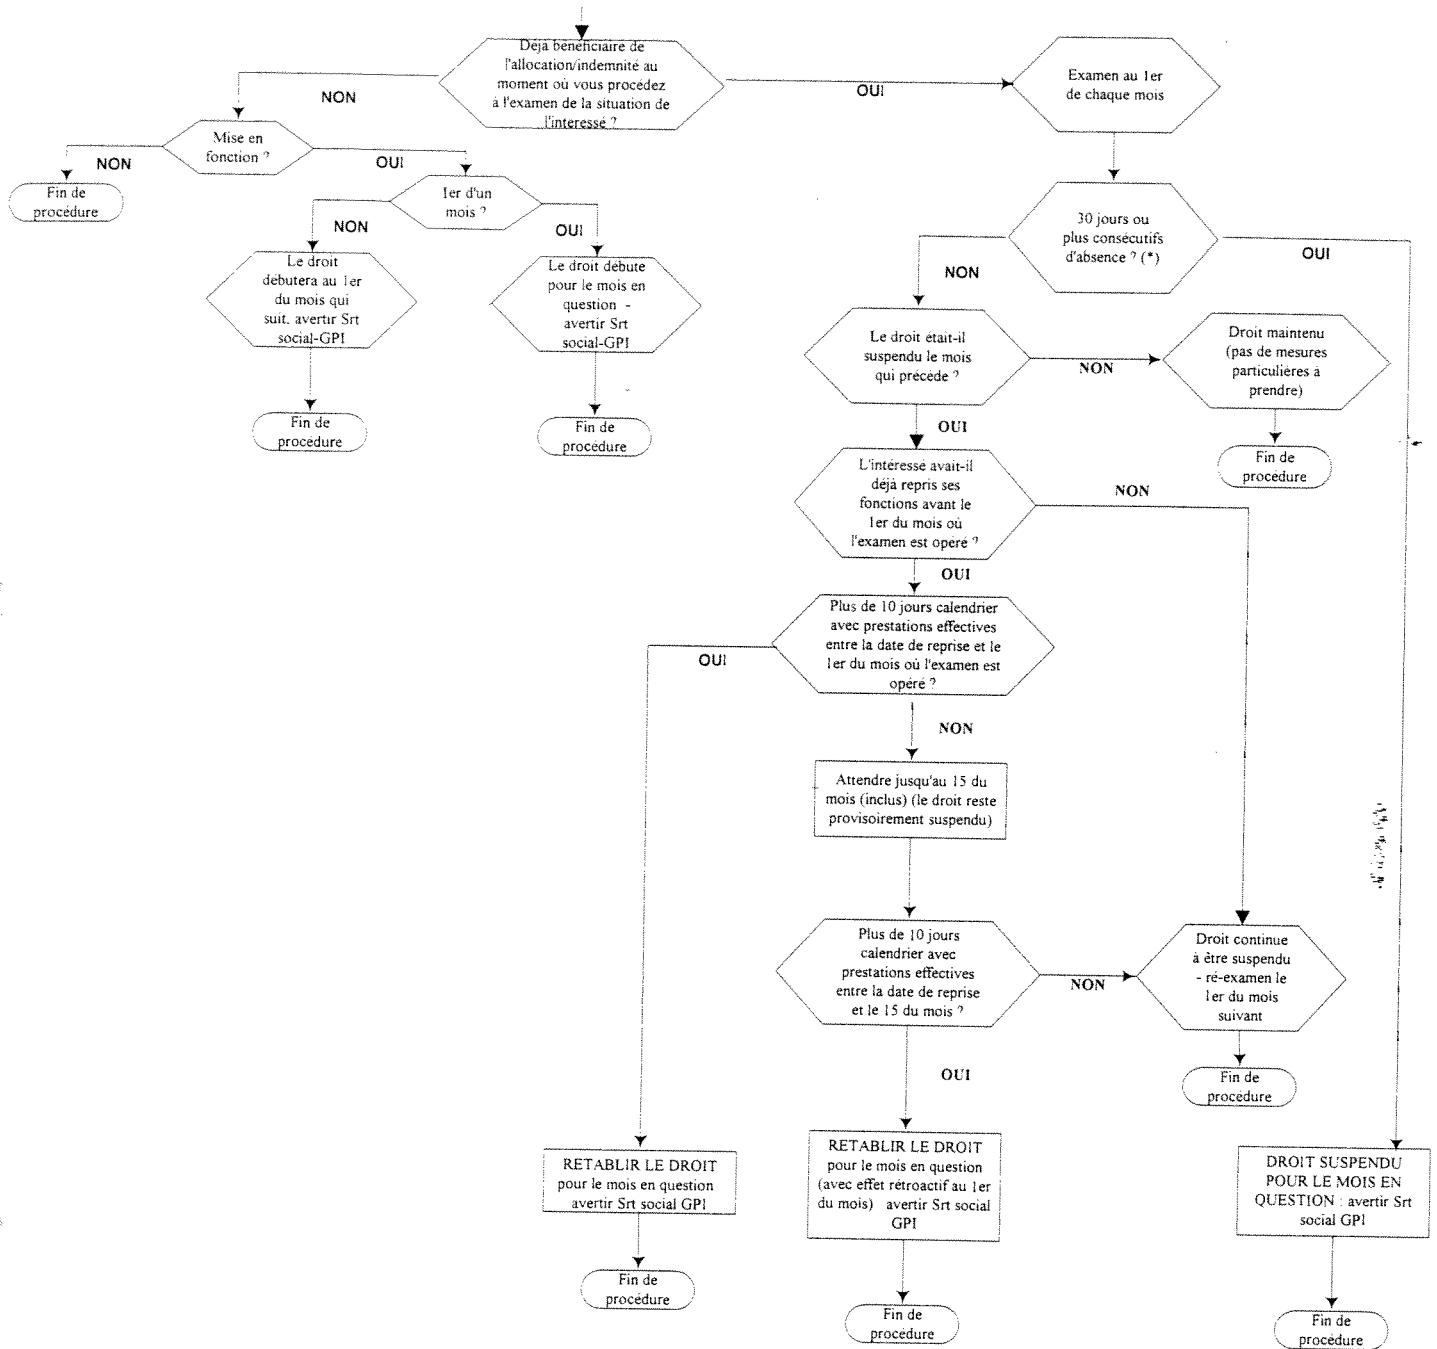 Déjà bénéficiaire de
l'allocation/indemnité au
moment où vous procédez
à l'examen de la situation de
l'interessé ?
NON
OUI
Examen au 1er
de chaque mois
Mise en
fonction ?
NON
OUI
Fin de
procédure
1er d'un
mois ?
NON
OUI
Le droit
débutera au 1er
du mois qui
suit. avertir Srt
social-GPI
Le droit débute
pour le mois en
question -
avertir Srt
social-GPI
Fin de
procédure
Fin de
procédure
30 jours ou
plus consécutifs
d'absence ? (*)
NON
OUI
Le droit était-il
suspendu le mois
qui précède ?
NON
Droit maintenu
(pas de mesures
particulières à
prendre)
OUI
Fin de
procédure
L'intéressé avait-il
déjà repris ses
fonctions avant le
1er du mois où
l'examen est opéré ?
NON
OUI
Plus de 10 jours calendrier
avec prestations effectives
entre la date de reprise et le
1er du mois où l'examen est
opéré ?
OUI
NON
Attendre jusqu'au 15 du
mois (inclus) (le droit reste
provisoirement suspendu)
Plus de 10 jours
calendrier avec
prestations effectives
entre la date de reprise
et le 15 du mois ?
NON
Droit continue
à être suspendu
- ré-examen le
1er du mois
suivant
OUI
Fin de
procédure
RETABLIR LE DROIT
pour le mois en question
avertir Srt social GPI
RETABLIR LE DROIT
pour le mois en question
(avec effet rétroactif au 1er
du mois) avertir Srt social
GPI
DROIT SUSPENDU
POUR LE MOIS EN
QUESTION : avertir Srt
social GPI
Fin de
procédure
Fin de
procédure
Fin de
procédure